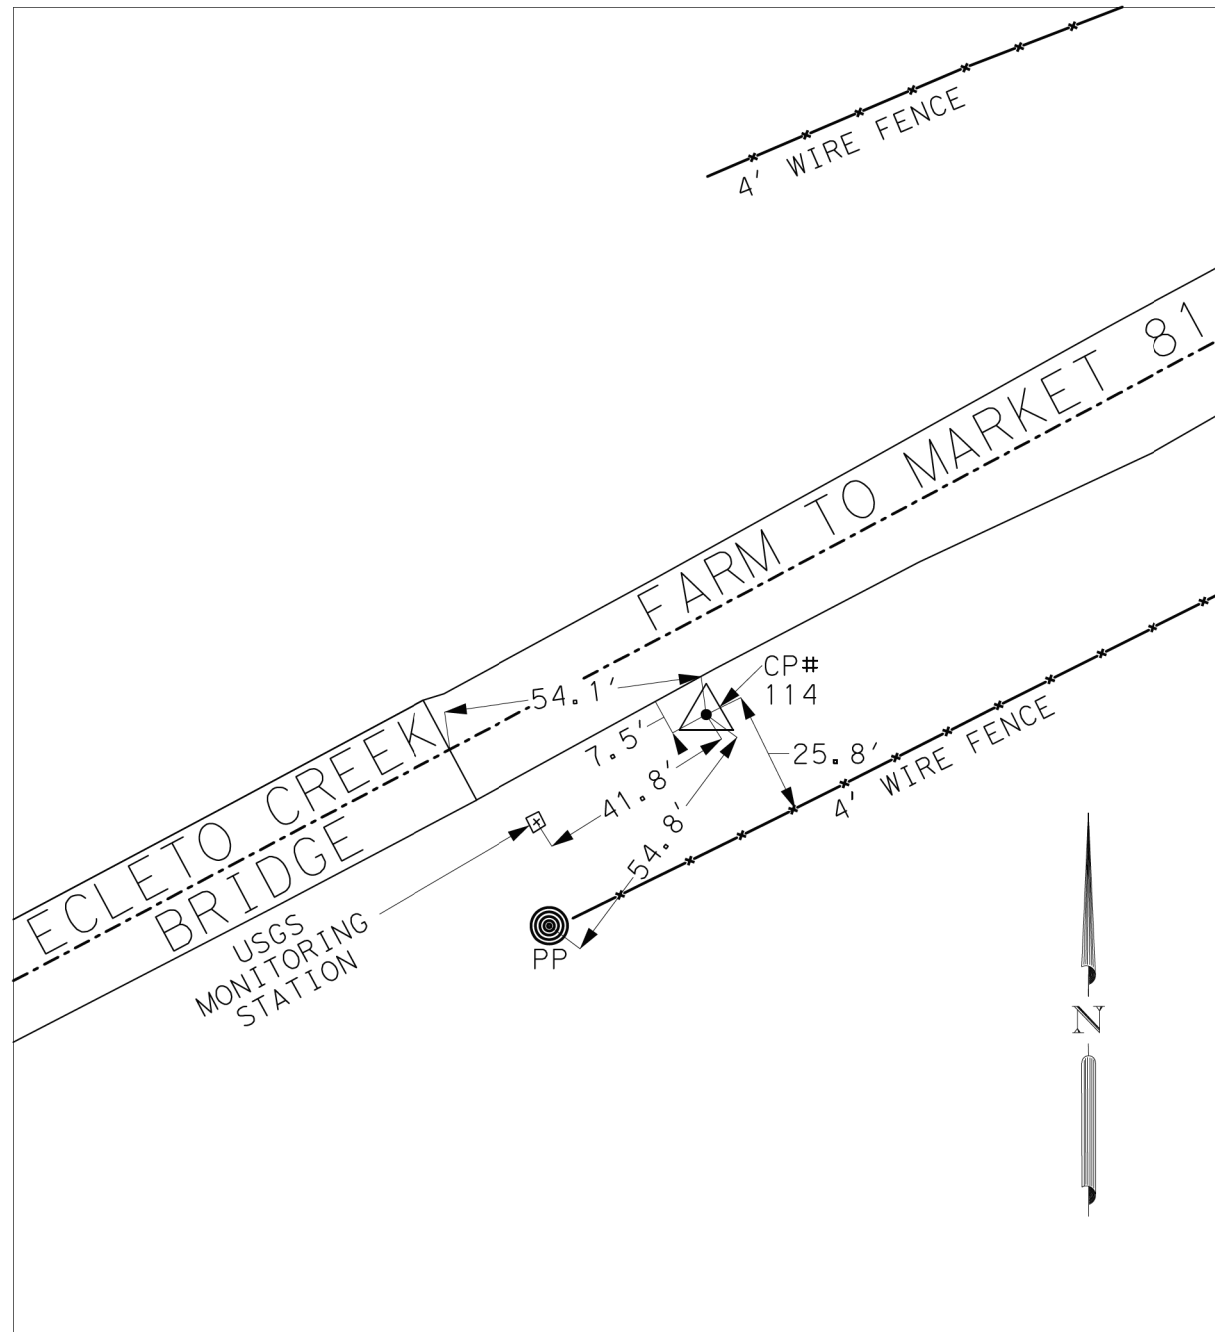 4' WIRE FENCE
FARM TO MARKET 81
CP#
114
54.1'
7.5'
41.8'
25.8'
54.8'
4' WIRE FENCE
ECLETO CREEK
BRIDGE
USGS
MONITORING
STATION
PP
N